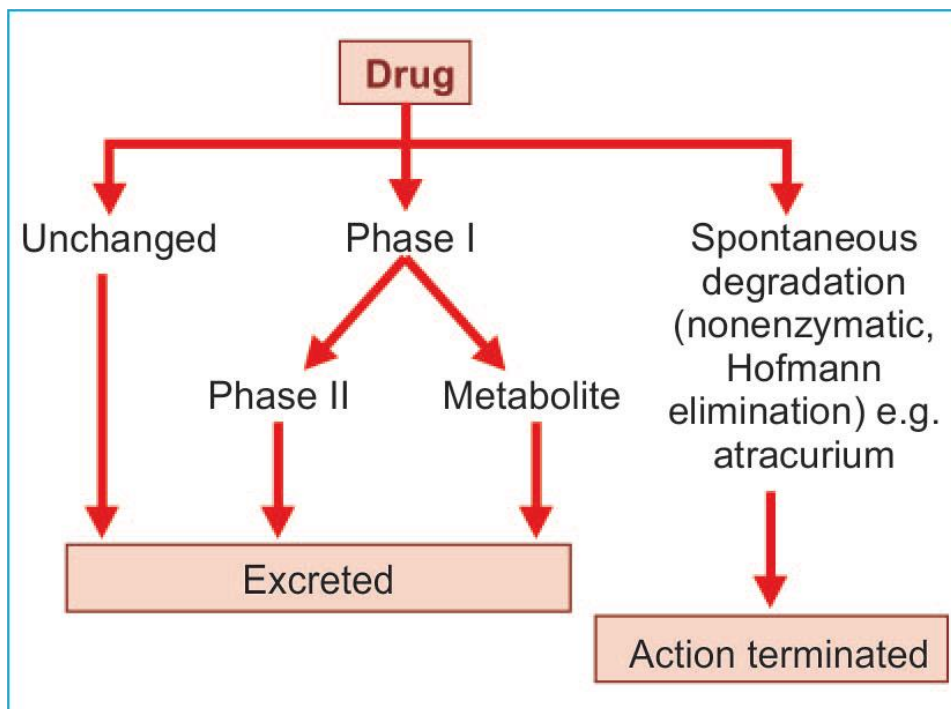 Drug
Unchanged
Phase I
Spontaneous
degradation
(nonenzymatic,
Hofmann
elimination) e.g.
atracurium
Phase II
Metabolite
Excreted
Action terminated